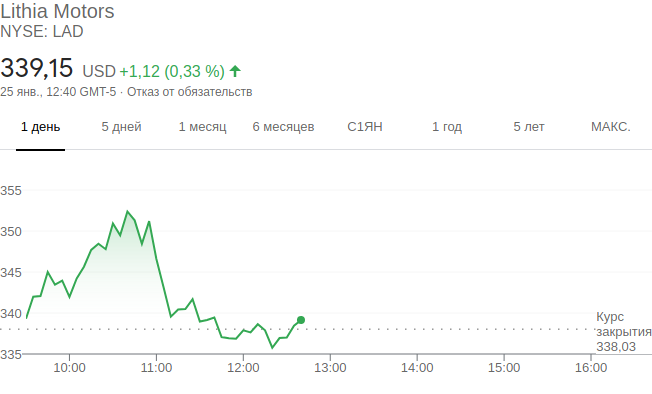 Lithia Motors
NYSE: LAD
339,15 USD +1,12 (0,33 %)
25 янв., 12:40 GMT-5 · Отказ от обязательств
1 день 5 дней 1 месяц 6 месяцев С1ЯН 1 год 5 лет МАКС.
355
350
345
340
Курс
закрытия
338,03
335
10:00 11:00 12:00 13:00 14:00 15:00 16:00